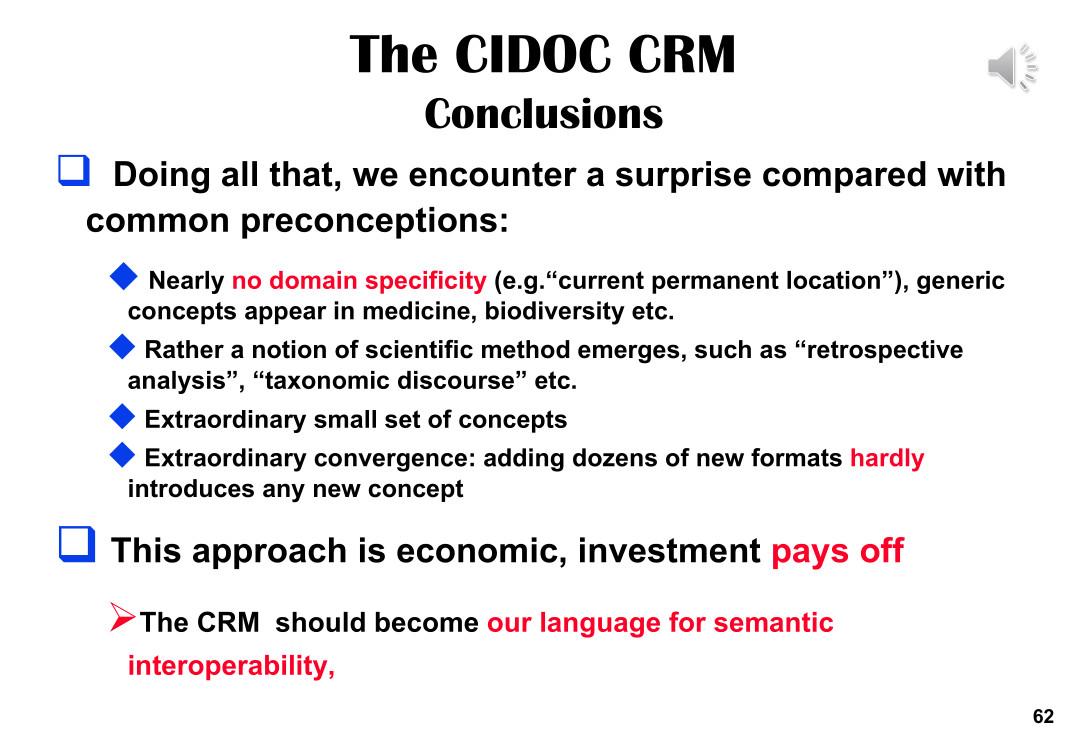 The CIDOC CRM
Conclusions
Doing all that, we encounter a surprise compared with
common preconceptions:
Nearly no domain specificity (e.g.“current permanent location”), generic
concepts appear in medicine, biodiversity etc.
Rather a notion of scientific method emerges, such as “retrospective
analysis”, “taxonomic discourse” etc.
Extraordinary small set of concepts
Extraordinary convergence: adding dozens of new formats hardly
introduces any new concept
This approach is economic, investment pays off
The CRM  should become our language for semantic
interoperability,
62